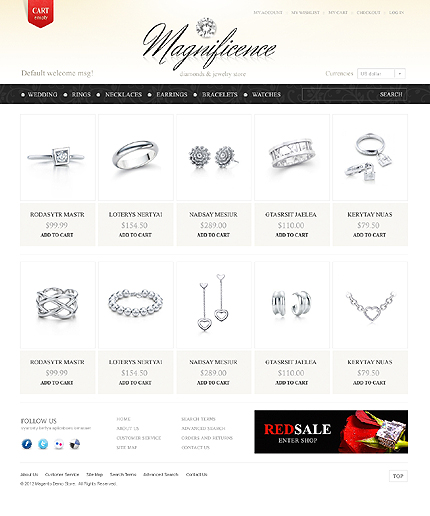 CART
empty
MY ACCOUNT MY WISHLIST MY CART CHECKOUT LOG IN
Magnificence
diamonds & jewelry store
Default welcome msg!
Currencies US dollar
WEDDING RINGS NECKLACES EARRINGS BRACELETS WATCHES SEARCH
RODASYTR MASTR LOTERYS NERTYAI NADSAY MESIUR GTASRSIT JAELEA KERYTAY NUAS
$99.99 $154.50 $289.00 $110.00 $79.50
ADD TO CART ADD TO CART ADD TO CART ADD TO CART ADD TO CART
RODASYTR MASTR LOTERYS NERTYAI NADSAY MESIUR GTASRSIT JAELEA KERYTAY NUAS
$99.99 $154.50 $289.00 $110.00 $79.50
ADD TO CART ADD TO CART ADD TO CART ADD TO CART ADD TO CART
FOLLOW US
HOME SEARCH TERMS
ABOUT US ADVANCED SEARCH
CUSTOMER SERVICE ORDERS AND RETURNS
SITE MAP CONTACT US
REDSALE
ENTER SHOP
About Us Customer Service Site Map Search Terms Advanced Search Contact Us
TOP
© 2012 Magento Demo Store. All Rights Reserved.